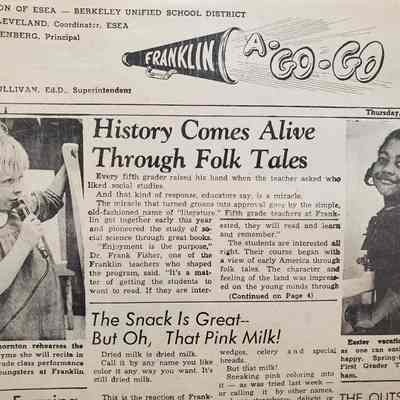 ON OF ESEA — BERKELEY UNIFIED SCHOOL DISTRICT
LEVELAND, Coordinator, ESEA
ENBERG, Principal
FRANKLIN A-GO-GO
ULLIVAN, Ed.D., Superintendent
Thursday,
History Comes Alive
Through Folk Tales
Every fifth grader raised his hand when the teacher asked who
liked social studies.
And that kind of response, educators say, is a miracle.
The miracle that turned groans into approval goes by the simple,
old-fashioned name of "literature." Fifth grade teachers at Frank-
lin got together early this year
and pioneered the study of so-
cial science through great books.
"Enjoyment is the purpose,"
Dr. Frank Fisher, one of the
Franklin teachers who shaped
the program, said. "It's a mat-
ter of getting the students to
want to read. If they are inter-
ested, they will read and learn
and remember."
The students are interested all
right. Their course began with
a view of early America through
folk tales. The character and
feeling of the land was impress-
ed on the young minds through
(Continued on Page 4)
hornton rehearses the
yms she will recite in
rade class performance
oungsters at Franklin
The Snack Is Great--
But Oh, That Pink Milk!
Dried milk is dried milk.
Call it by any name you like
color it any way you want. It's
still dried milk.
This is the reaction of Frank-
wedges, celery and special
breads.
But that milk!
Sneaking pink coloring into
it — as was tried last week —
or calling it by other names
Easter vacatio
as one can easil
happy. Spring-
First Grader T
ham.
THE OUTS